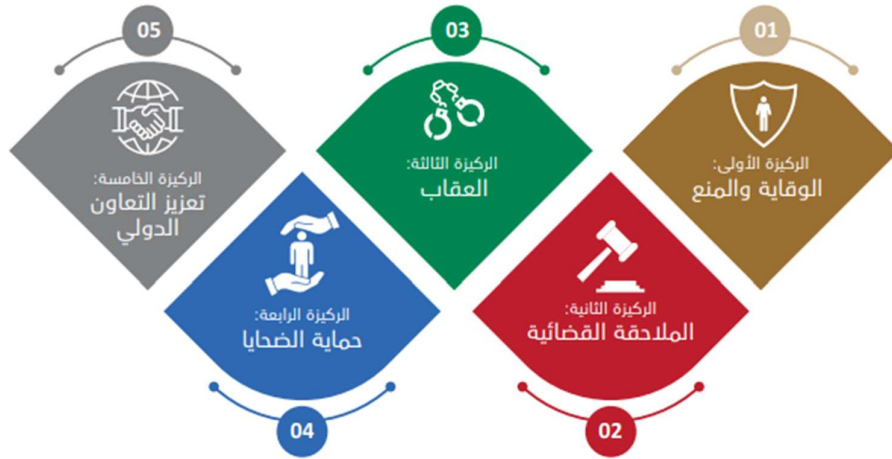 01
الركيزة الأولى:
الوقاية والمنع
02
الركيزة الثانية:
الملاحقة القضائية
03
الركيزة الثالثة:
العقاب
04
الركيزة الرابعة:
حماية الضحايا
05
الركيزة الخامسة:
تعزيز التعاون
الدولي